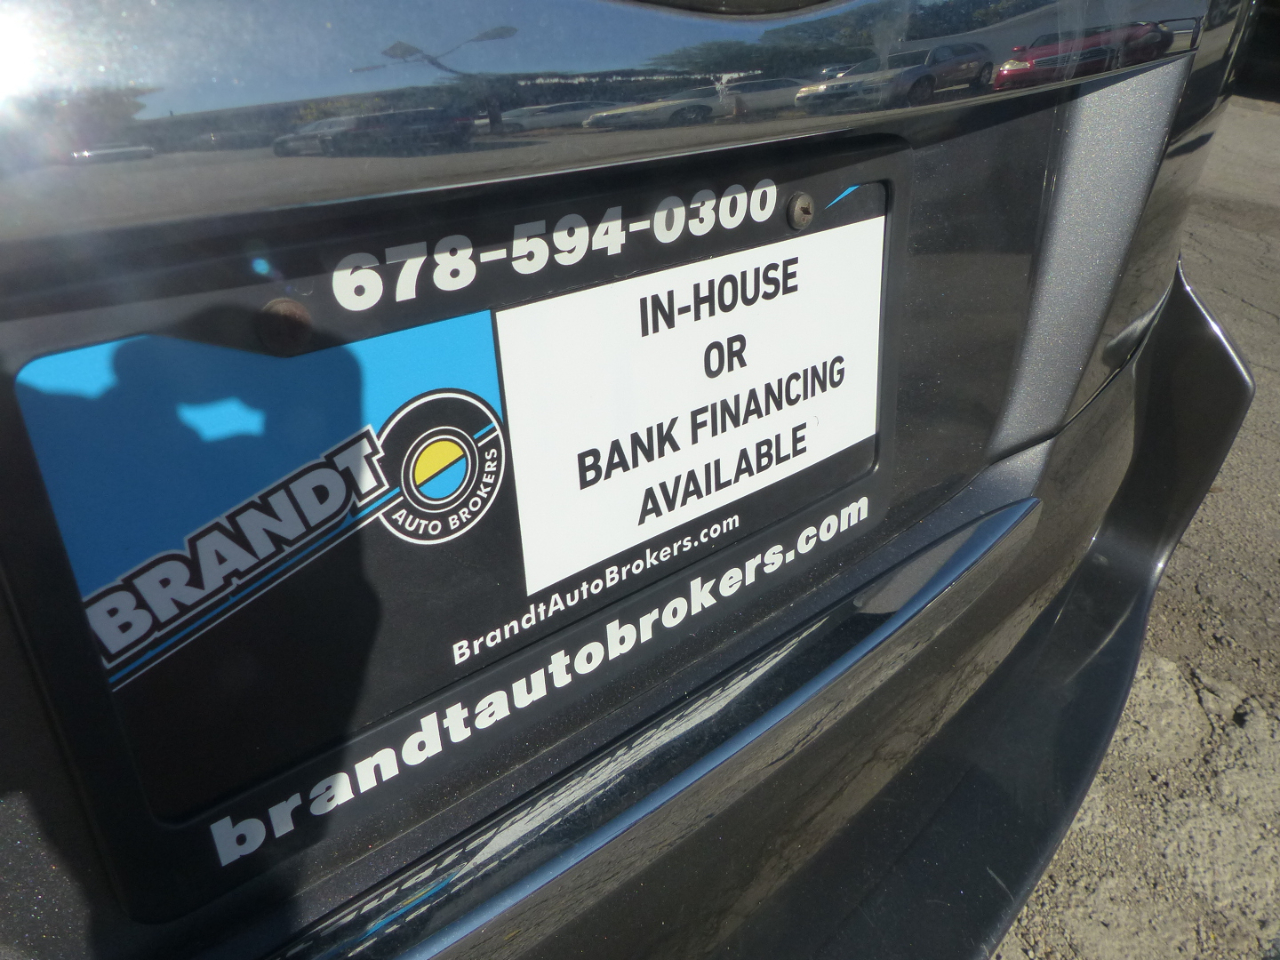 678-594-0300
IN-HOUSE
OR
BANK FINANCING
AVAILABLE
BRANDT
AUTO BROKERS
BrandtAutoBrokers.com
brandtautobrokers.com